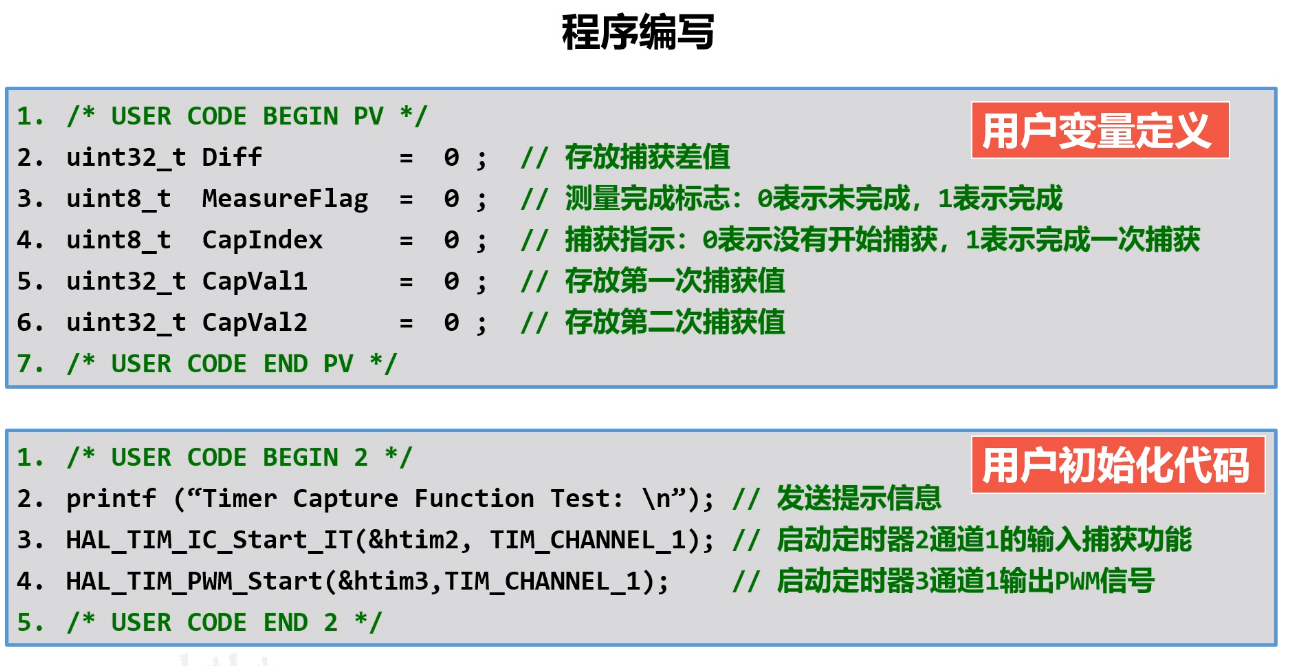 程序编写
用户变量定义
1. /* USER CODE BEGIN PV */
2. uint32_t Diff = 0 ; // 存放捕获差值
3. uint8_t MeasureFlag = 0 ; // 测量完成标志：0表示未完成，1表示完成
4. uint8_t CapIndex = 0 ; // 捕获指示：0表示没有开始捕获，1表示完成一次捕获
5. uint32_t CapVal1 = 0 ; // 存放第一次捕获值
6. uint32_t CapVal2 = 0 ; // 存放第二次捕获值
7. /* USER CODE END PV */
用户初始化代码
1. /* USER CODE BEGIN 2 */
2. printf (“Timer Capture Function Test: \n”); // 发送提示信息
3. HAL_TIM_IC_Start_IT(&htim2, TIM_CHANNEL_1); // 启动定时器2通道1的输入捕获功能
4. HAL_TIM_PWM_Start(&htim3,TIM_CHANNEL_1); // 启动定时器3通道1输出PWM信号
5. /* USER CODE END 2 */